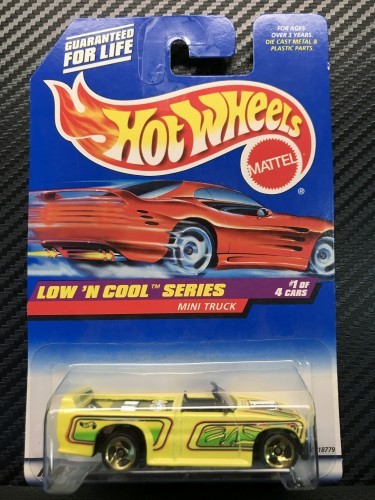 GUARANTEED
FOR LIFE
FOR AGES
OVER 3 YEARS
DIE CAST METAL &
PLASTIC PARTS
HOT WHEELS
MATTEL
®
LOW 'N COOL™ SERIES
MINI TRUCK
#1 OF
4 CARS
18779